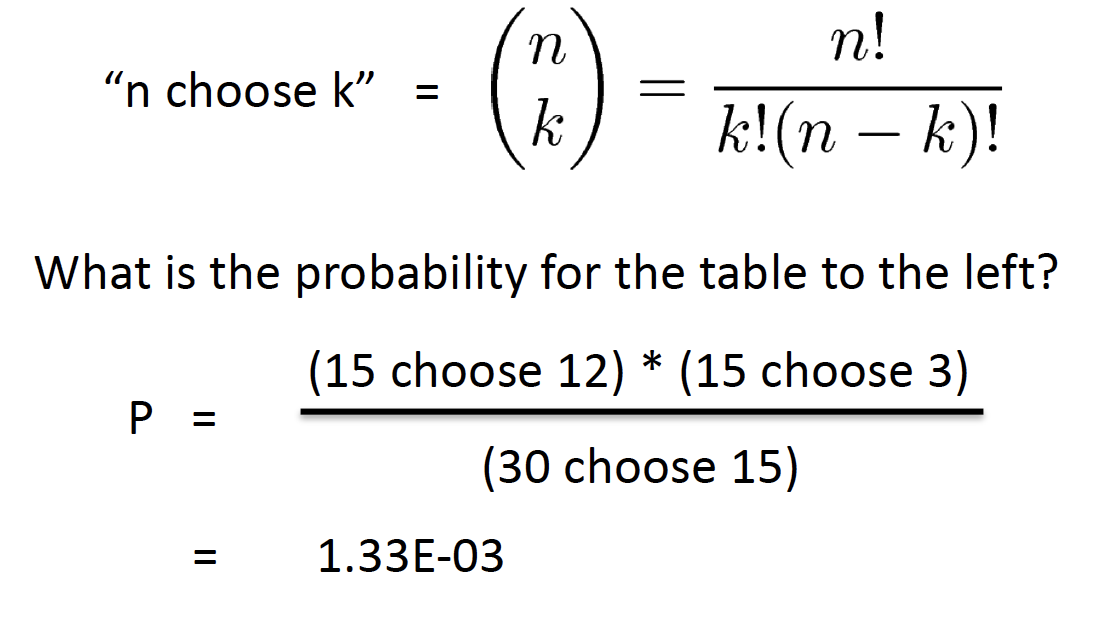 “n choose k” = (n k) = n! / k!(n − k)!
What is the probability for the table to the left?
(15 choose 12) * (15 choose 3)
P =
(30 choose 15)
= 1.33E-03